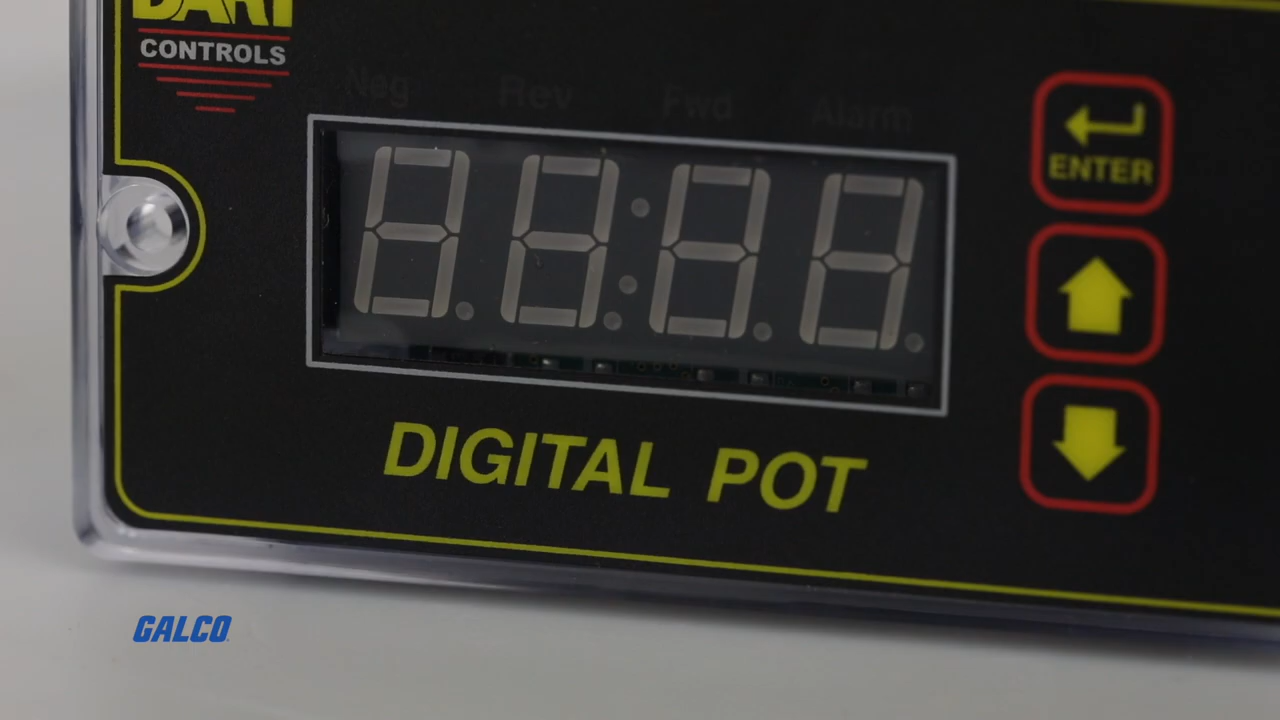 DART
CONTROLS
Neg Rev Fwd Alarm
ENTER
DIGITAL POT
GALCO